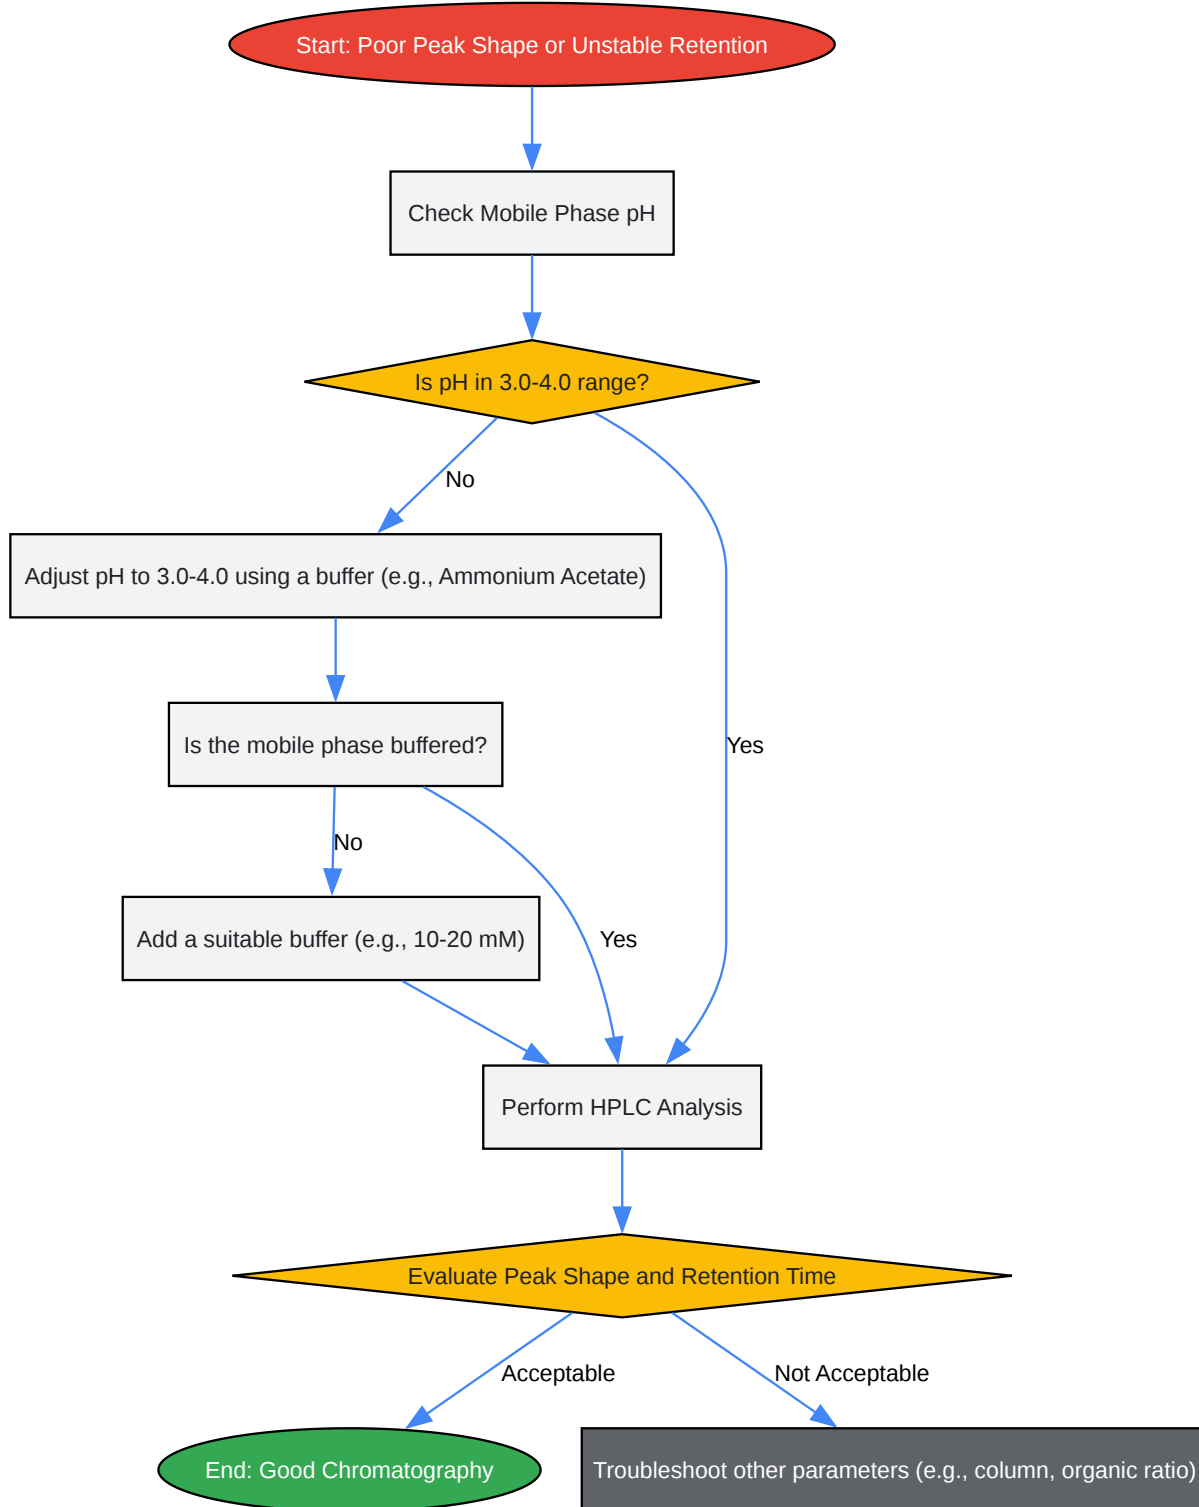 Start: Poor Peak Shape or Unstable Retention
Check Mobile Phase pH
Is pH in 3.0-4.0 range?
No
Adjust pH to 3.0-4.0 using a buffer (e.g., Ammonium Acetate)
Is the mobile phase buffered?
Yes
No
Add a suitable buffer (e.g., 10-20 mM)
Yes
Perform HPLC Analysis
Evaluate Peak Shape and Retention Time
Acceptable
Not Acceptable
End: Good Chromatography
Troubleshoot other parameters (e.g., column, organic ratio)